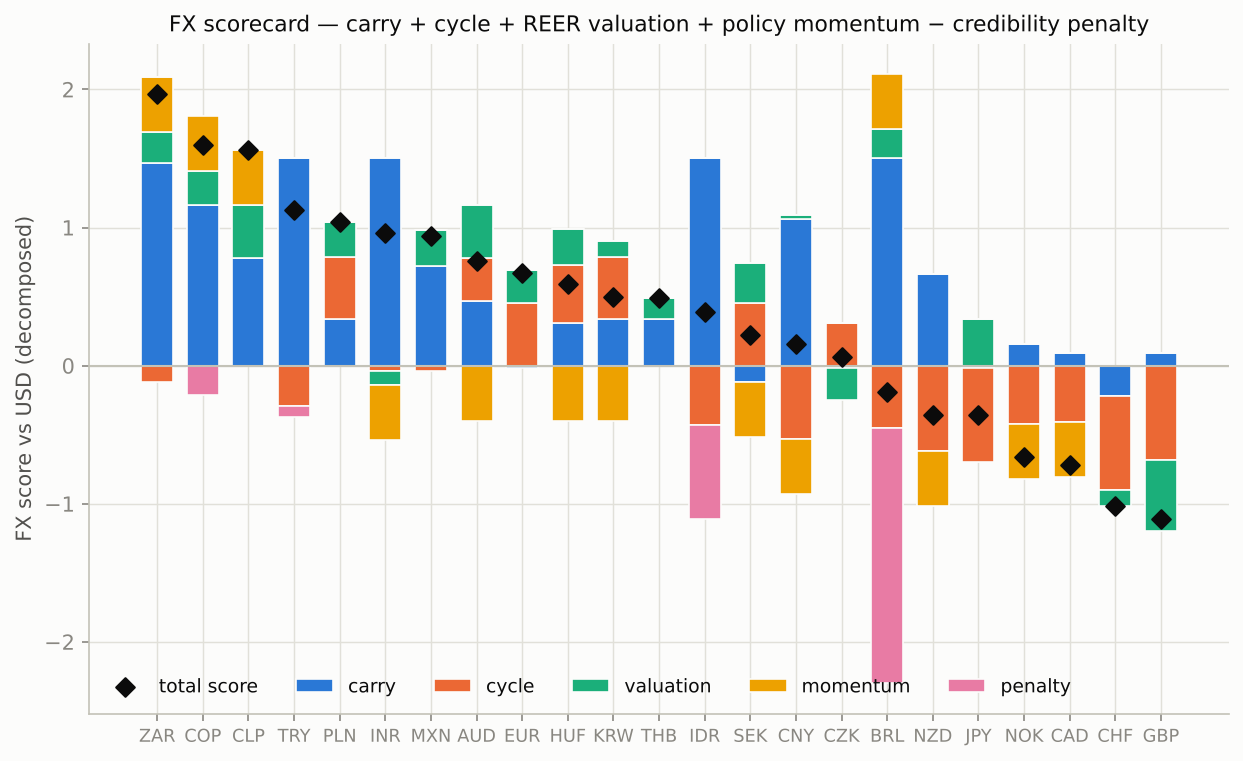 FX scorecard — carry + cycle + REER valuation + policy momentum − credibility penalty
FX score vs USD (decomposed)
2
1
0
−1
−2
total score carry cycle valuation momentum penalty
ZAR COP CLP TRY PLN INR MXN AUD EUR HUF KRW THB IDR SEK CNY CZK BRL NZD JPY NOK CAD CHF GBP